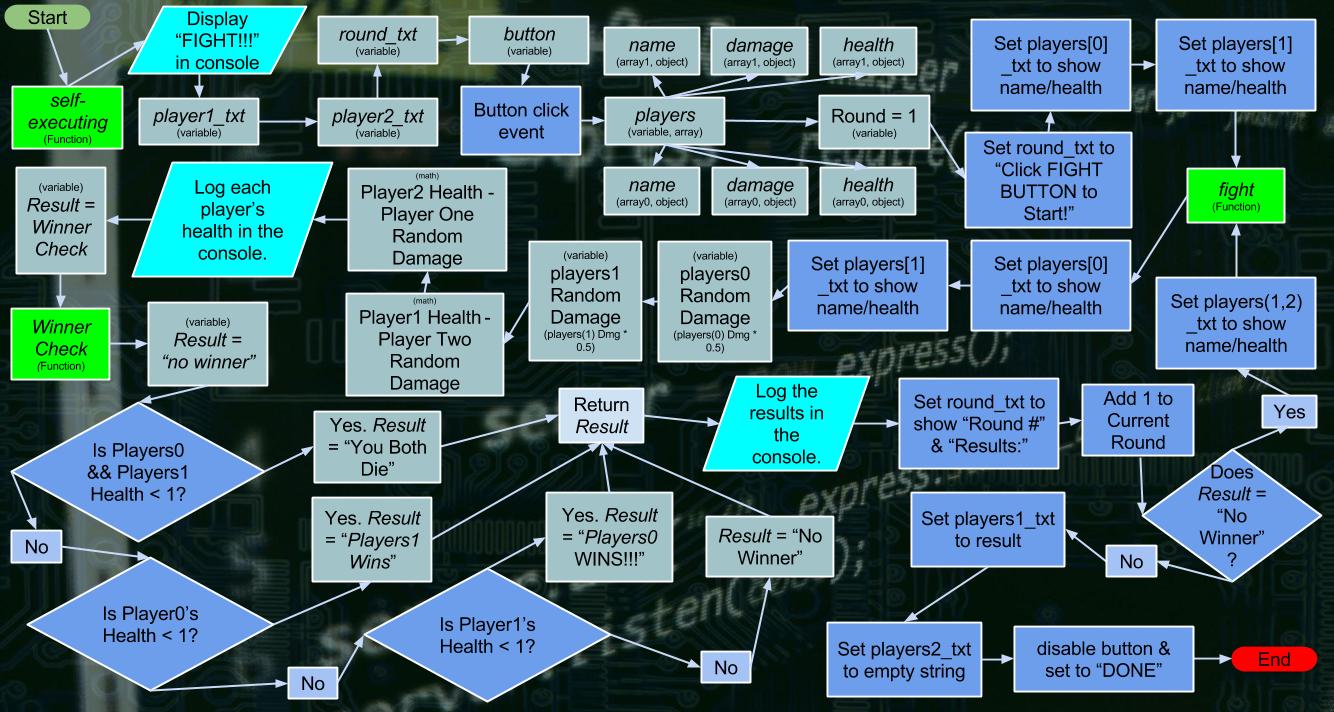 Start
Display
“FIGHT!!!”
in console
round_txt
(variable)
button
(variable)
name
(array1, object)
damage
(array1, object)
health
(array1, object)
Set players[0]
_txt to show
name/health
Set players[1]
_txt to show
name/health
self-
executing
(Function)
player1_txt
(variable)
player2_txt
(variable)
Button click
event
players
(variable, array)
Round = 1
(variable)
Set round_txt to
“Click FIGHT
BUTTON to
Start!”
name
(array0, object)
damage
(array0, object)
health
(array0, object)
fight
(Function)
(variable)
Result =
Winner
Check
Log each
player’s
health in the
console.
(math)
Player2 Health -
Player One
Random
Damage
(variable)
players1
Random
Damage
(players(1) Dmg *
0.5)
(variable)
players0
Random
Damage
(players(0) Dmg *
0.5)
Set players[1]
_txt to show
name/health
Set players[0]
_txt to show
name/health
Set players(1,2)
_txt to show
name/health
Winner
Check
(Function)
(variable)
Result =
“no winner”
(math)
Player1 Health -
Player Two
Random
Damage
express();
Is Players0
&& Players1
Health < 1?
Yes. Result
= “You Both
Die”
Return
Result
Log the
results in
the
console.
Set round_txt to
show “Round #”
& “Results:”
Add 1 to
Current
Round
Yes
Does
Result =
“No
Winner”
?
No
Yes. Result
= “Players1
Wins”
Yes. Result
= “Players0
WINS!!!”
Result = “No
Winner”
Set players1_txt
to result
No
Is Player0’s
Health < 1?
No
Is Player1’s
Health < 1?
No
Set players2_txt
to empty string
disable button &
set to “DONE”
End